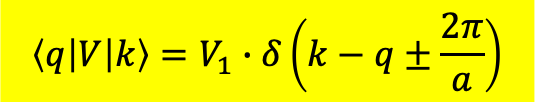 ⟨q|V|k⟩ = V₁ · δ(k − q ± 2π/a)